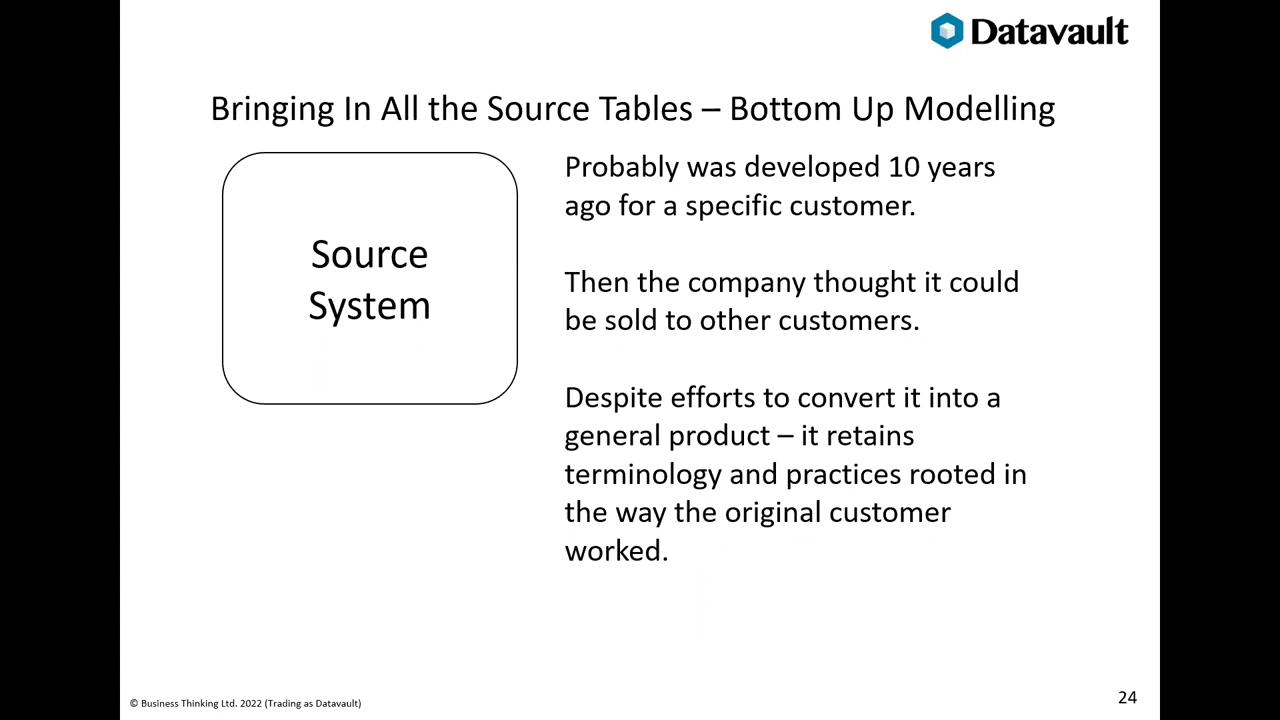 Datavault
Bringing In All the Source Tables – Bottom Up Modelling
Source
System
Probably was developed 10 years
ago for a specific customer.
Then the company thought it could
be sold to other customers.
Despite efforts to convert it into a
general product – it retains
terminology and practices rooted in
the way the original customer
worked.
© Business Thinking Ltd. 2022 (Trading as Datavault)
24